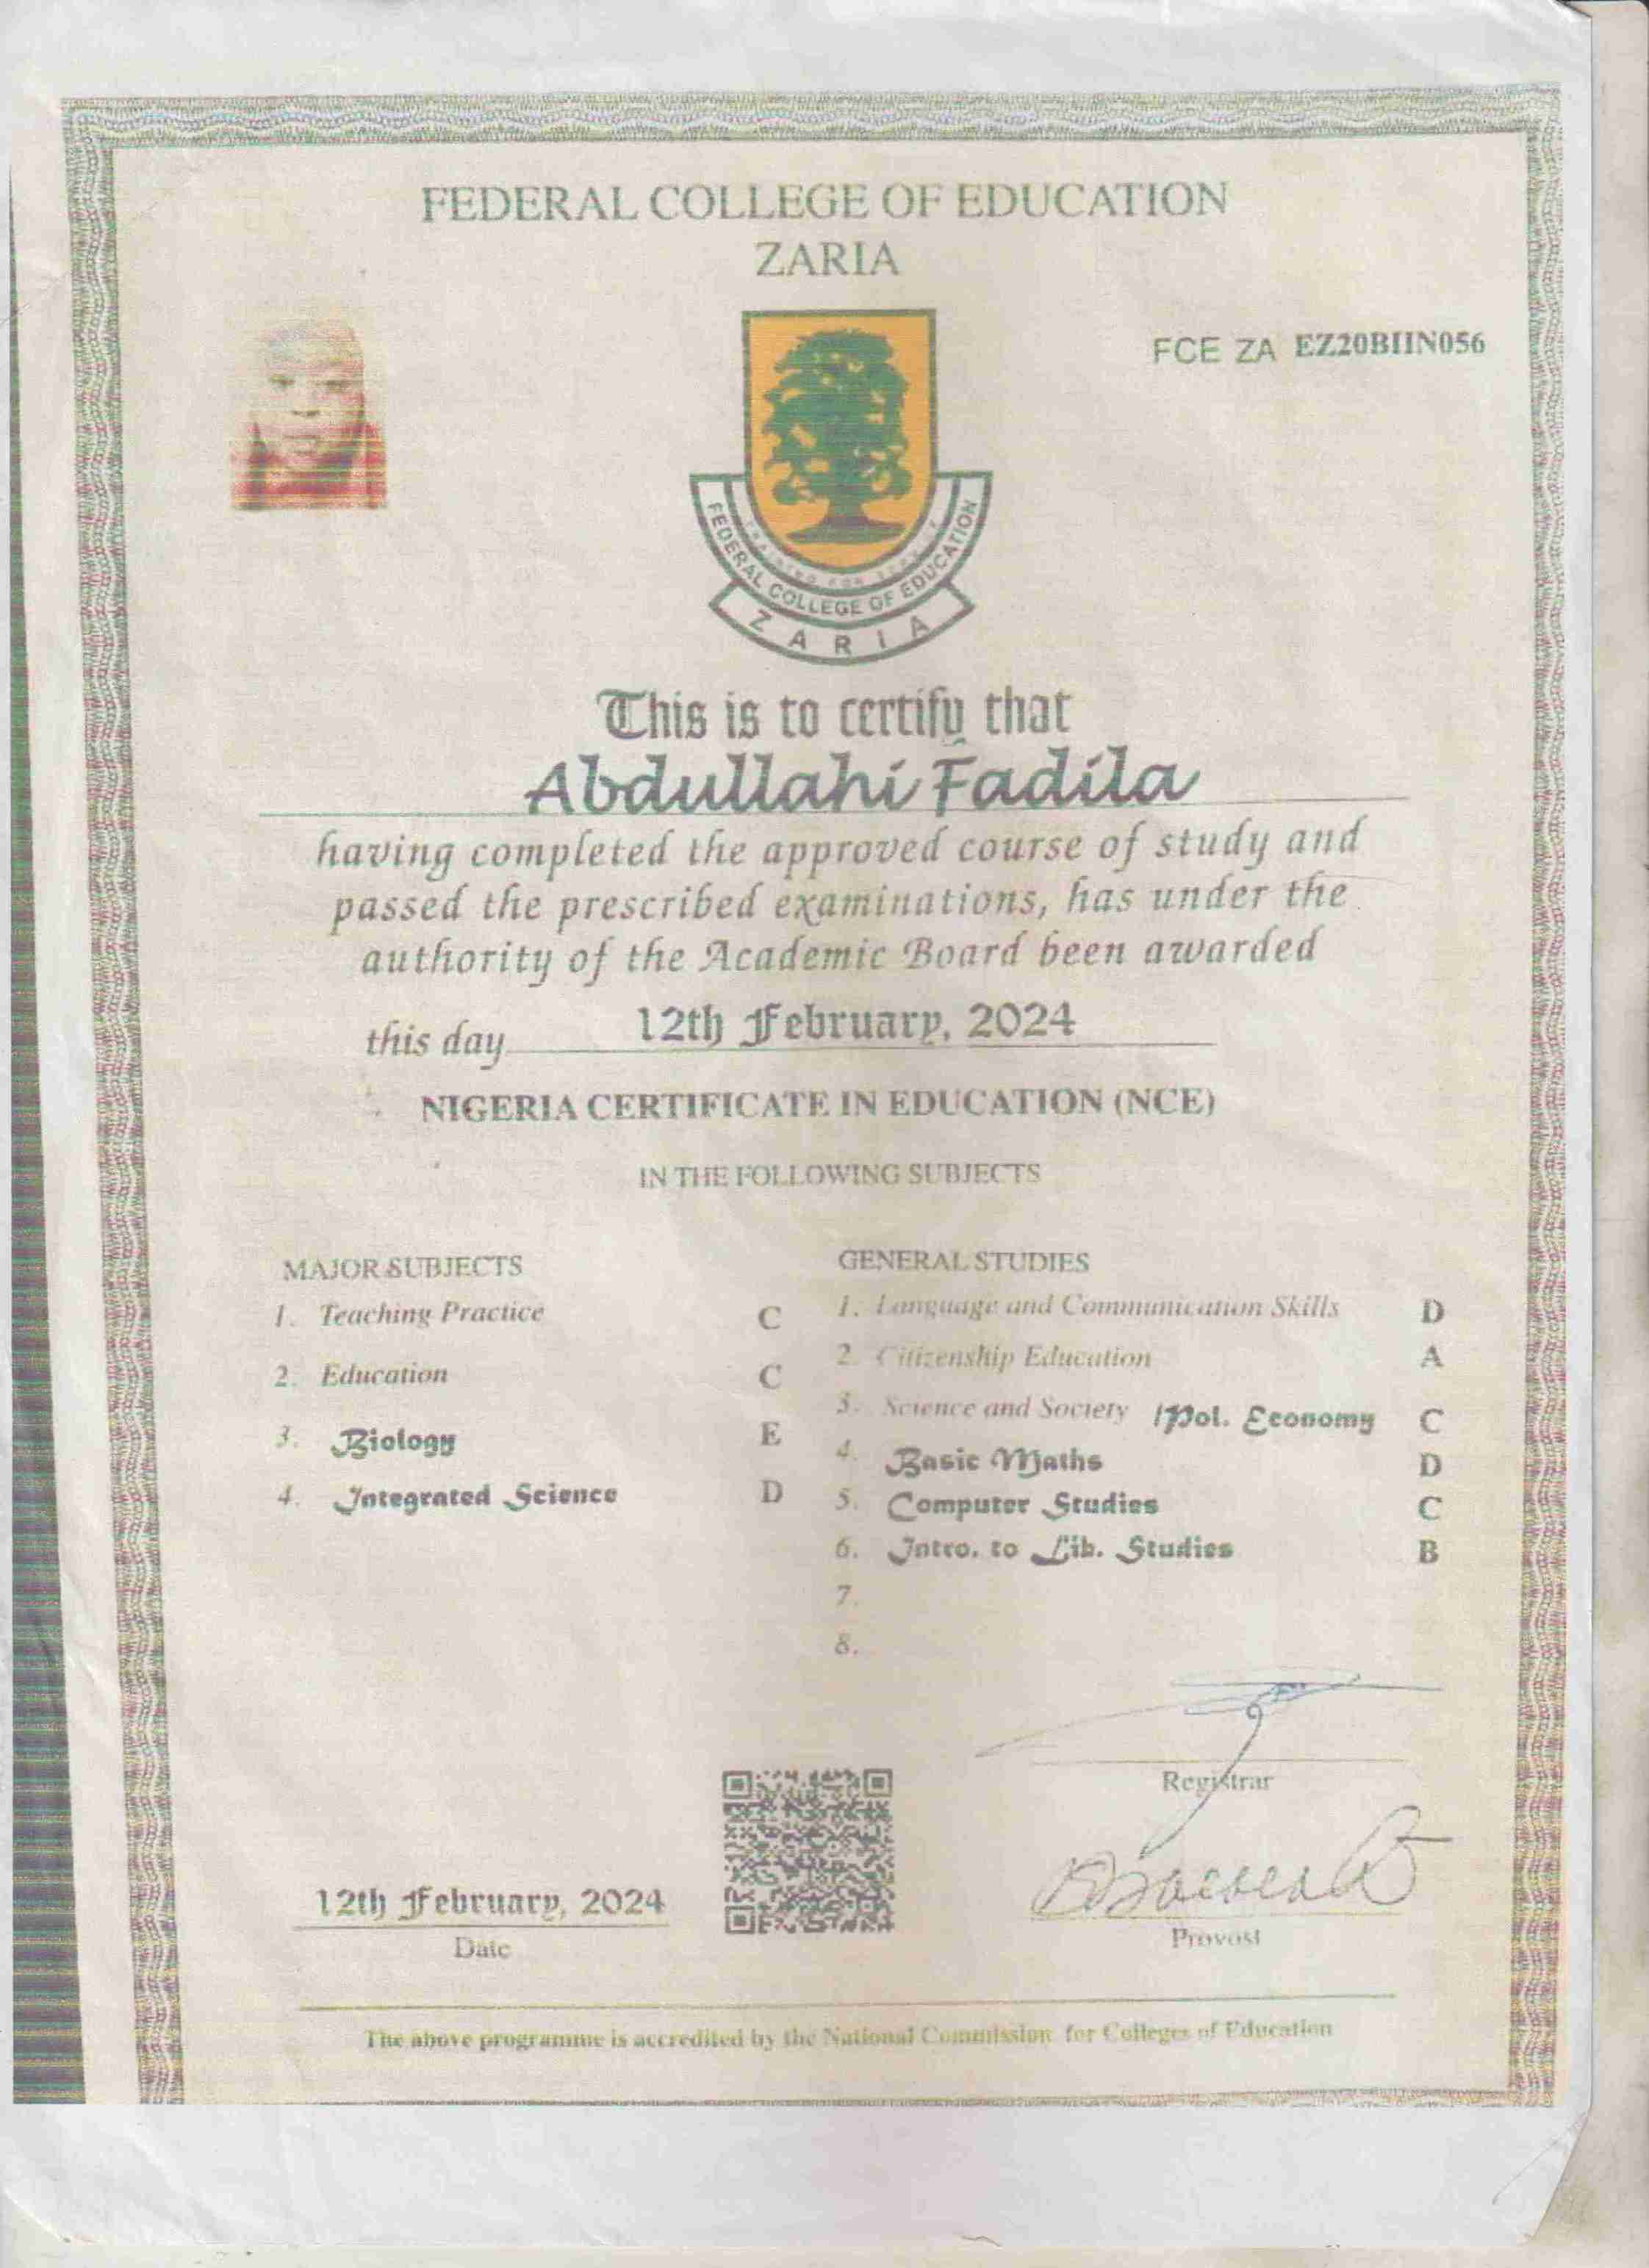 FEDERAL COLLEGE OF EDUCATION
ZARIA
FCE ZA EZ20BIIN056
FEDERAL COLLEGE OF EDUCATION
ZARIA
This is to certify that
Abdullahi Fadila
having completed the approved course of study and
passed the prescribed examinations, has under the
authority of the Academic Board been awarded
this day 12th February, 2024
NIGERIA CERTIFICATE IN EDUCATION (NCE)
IN THE FOLLOWING SUBJECTS
MAJOR SUBJECTS
1. Teaching Practice C
2. Education C
3. Biology E
4. Integrated Science D
GENERAL STUDIES
1. Language and Communication Skills D
2. Citizenship Education A
3. Science and Society /Pol. Economy C
4. Basic Maths D
5. Computer Studies C
6. Intro. to Lib. Studies B
7.
8.
Registrar
12th February, 2024
Date
Provost
The above programme is accredited by the National Commission for Colleges of Education